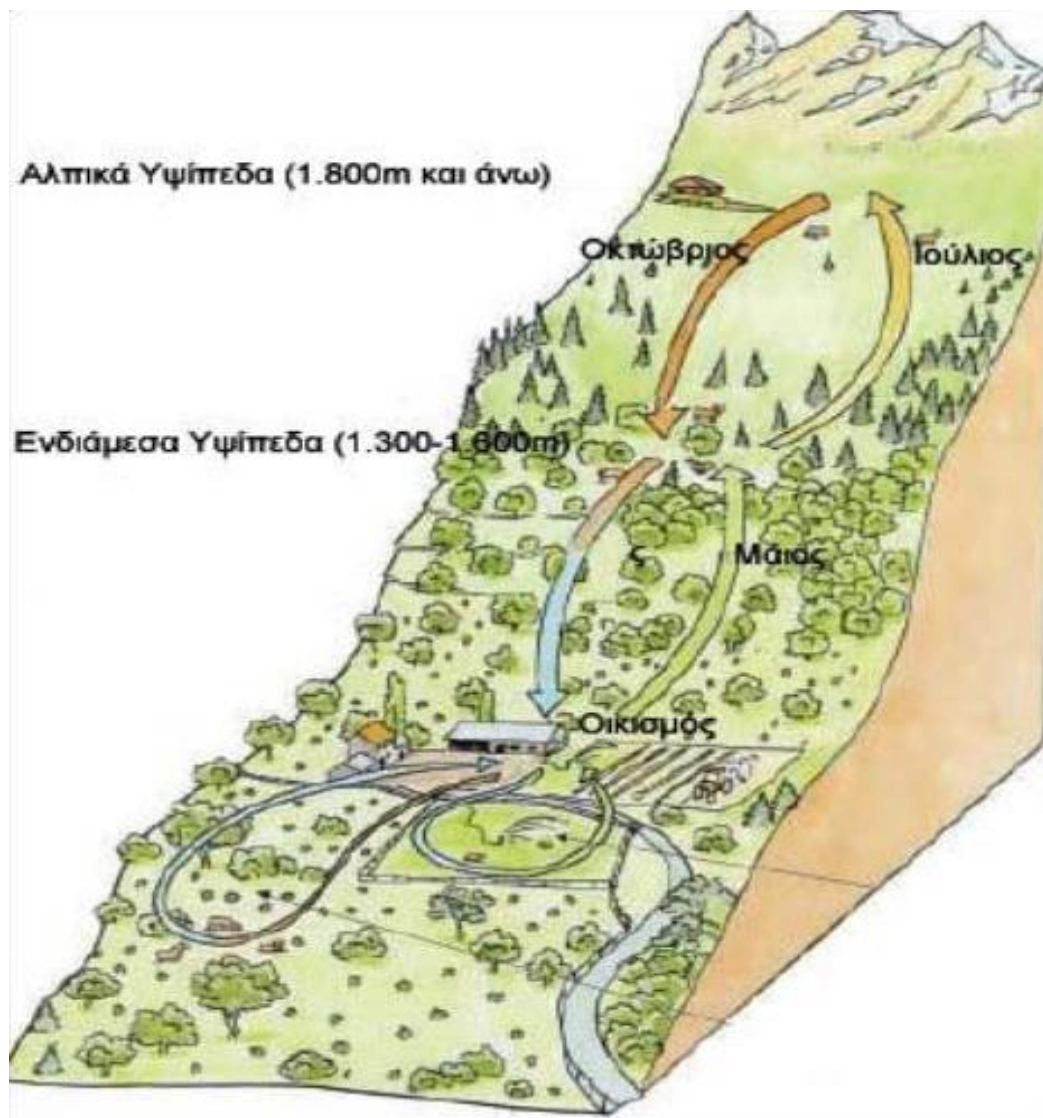 Αλπικά Υψίπεδα (1.800m και άνω)
Οκτώβριος
Ιούλιος
Ενδιάμεσα Υψίπεδα (1.300-1.600m)
ς
Μάιος
Οικισμός